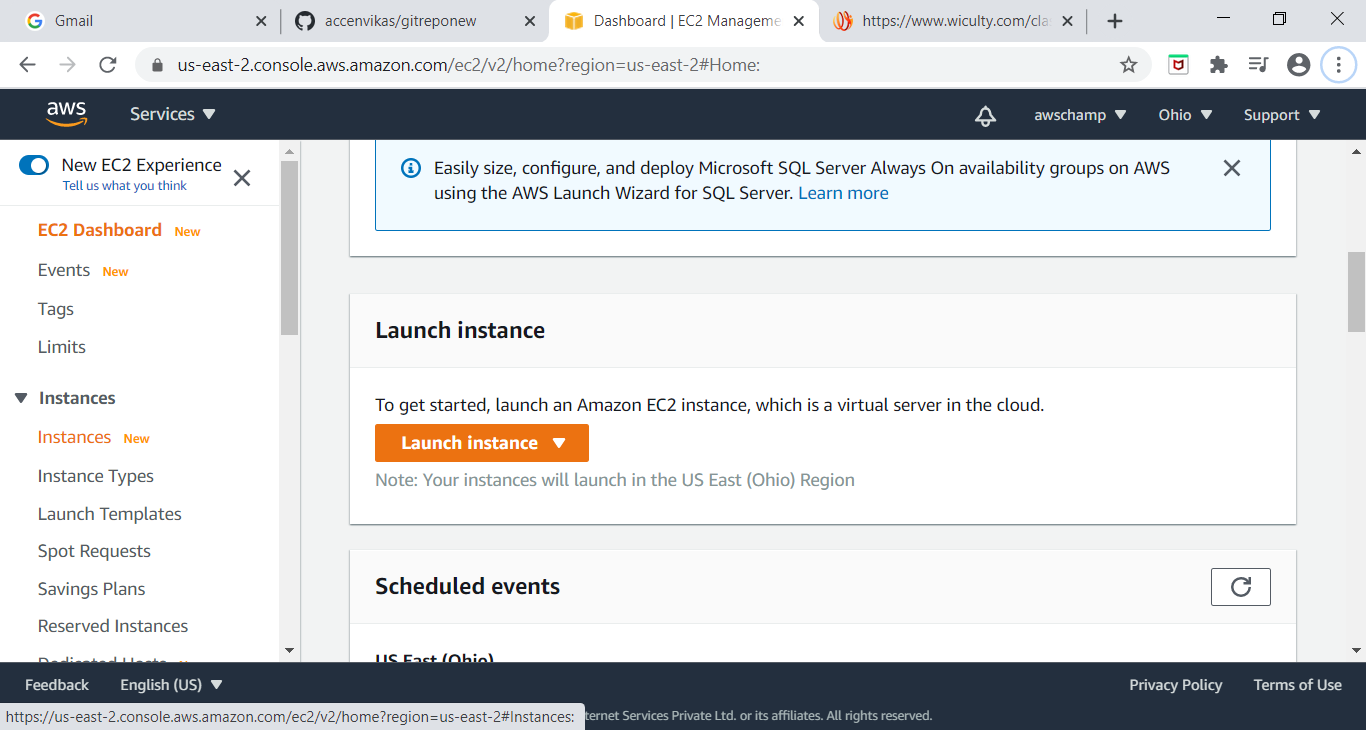 Gmail
accenvikas/gitreponew
Dashboard | EC2 Manageme
https://www.wiculty.com/cla
us-east-2.console.aws.amazon.com/ec2/v2/home?region=us-east-2#Home:
aws
Services
awschamp
Ohio
Support
New EC2 Experience
Tell us what you think
EC2 Dashboard New
Events New
Tags
Limits
Instances
Instances New
Instance Types
Launch Templates
Spot Requests
Savings Plans
Reserved Instances
Dedicated Hosts
Easily size, configure, and deploy Microsoft SQL Server Always On availability groups on AWS
using the AWS Launch Wizard for SQL Server. Learn more
Launch instance
To get started, launch an Amazon EC2 instance, which is a virtual server in the cloud.
Launch instance
Note: Your instances will launch in the US East (Ohio) Region
Scheduled events
US East (Ohio)
Feedback
English (US)
Privacy Policy
Terms of Use
https://us-east-2.console.aws.amazon.com/ec2/v2/home?region=us-east-2#Instances:
ternet Services Private Ltd. or its affiliates. All rights reserved.